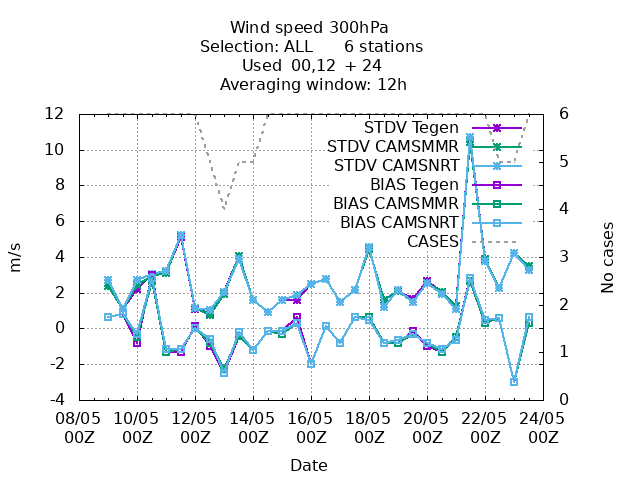 Wind speed 300hPa
Selection: ALL      6 stations
Used  00,12  + 24
Averaging window: 12h
12
10
8
6
4
2
0
-2
-4
m/s
6
5
4
3
2
1
0
No cases
STDV Tegen
STDV CAMSMMR
STDV CAMSNRT
BIAS Tegen
BIAS CAMSMMR
BIAS CAMSNRT
CASES
08/05 10/05 12/05 14/05 16/05 18/05 20/05 22/05 24/05
00Z 00Z 00Z 00Z 00Z 00Z 00Z 00Z 00Z
Date